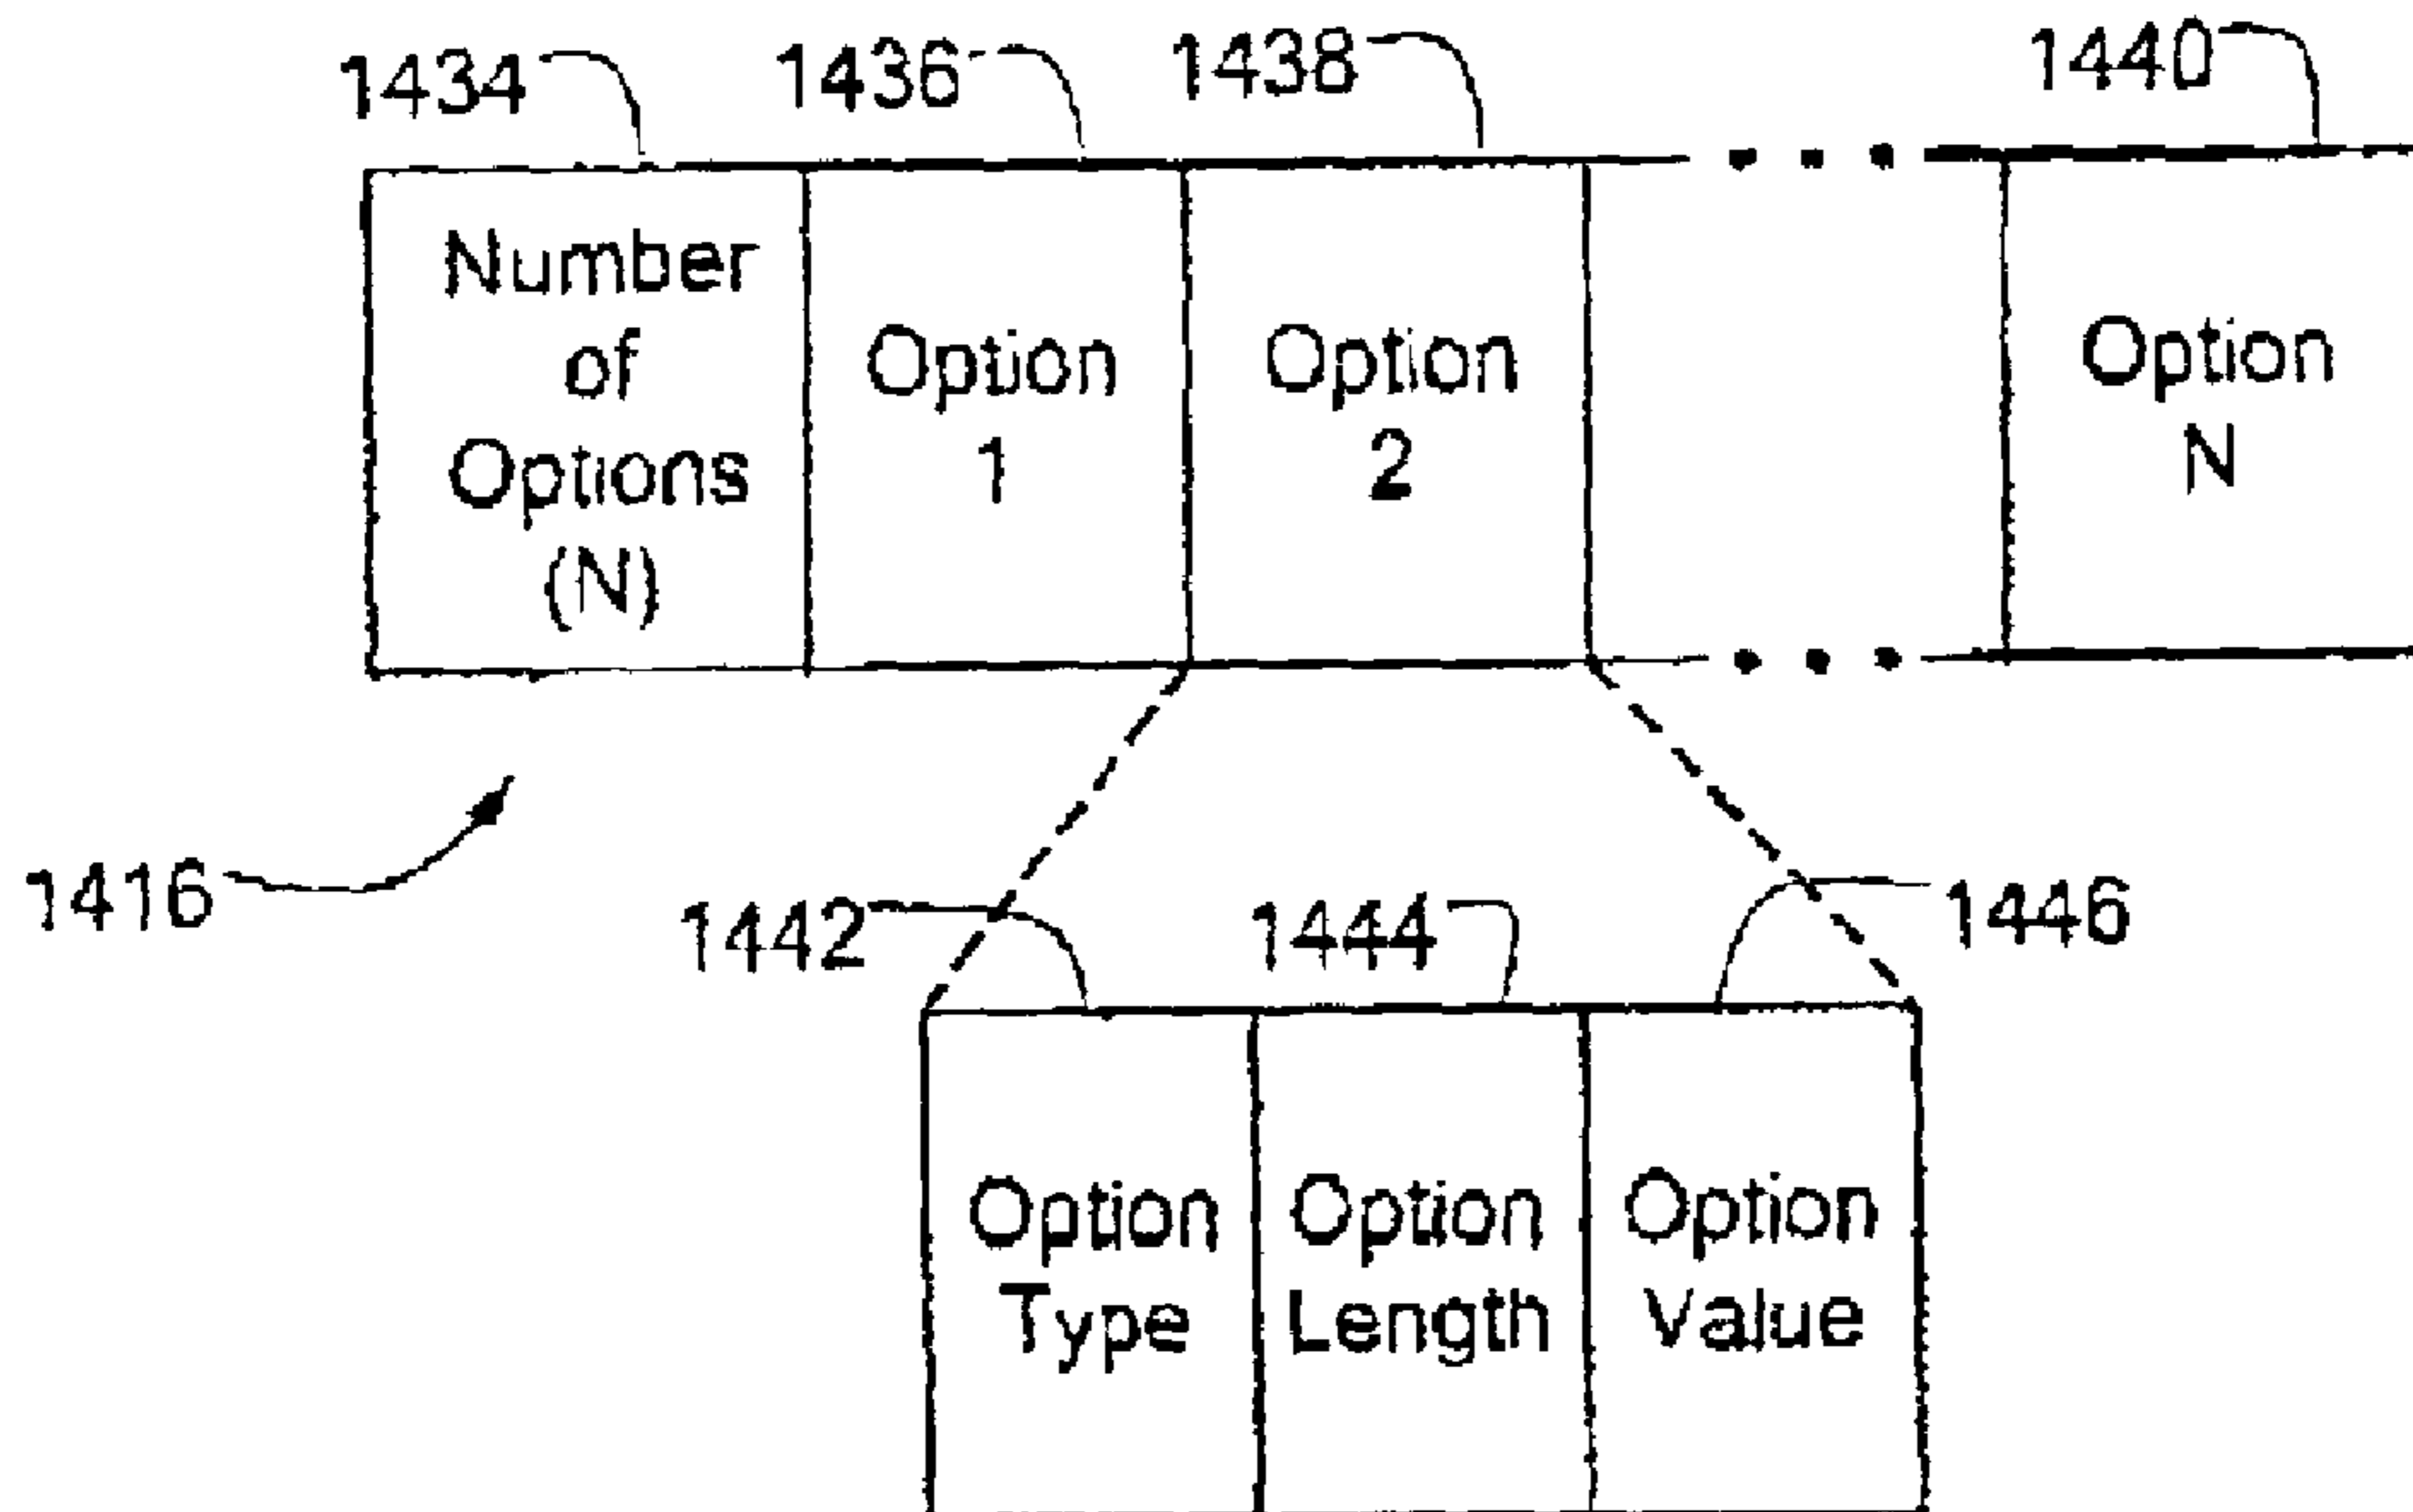 1434 1436 1438 1440
Number
of
Options
(N)
Option
1
Option
2
Option
N
1416
1442 1444 1446
Option
Type
Option
Length
Option
Value